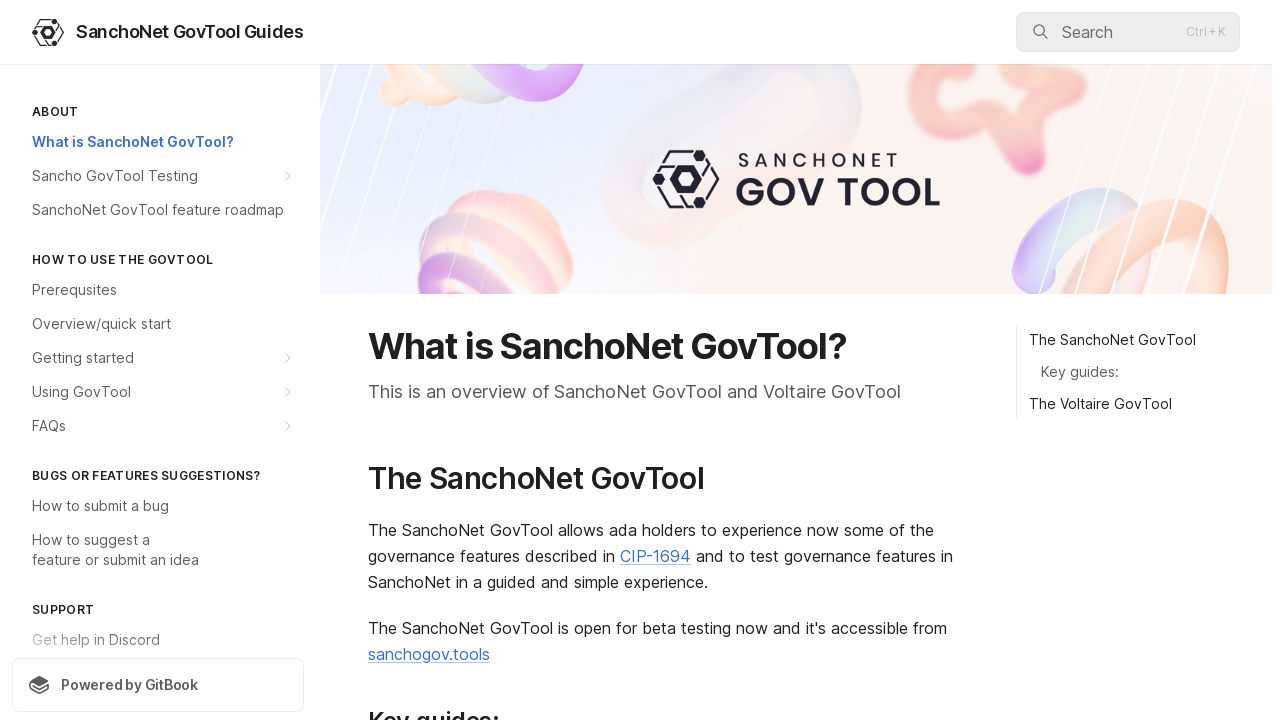 SanchoNet GovTool Guides
Search
Ctrl + K
ABOUT
What is SanchoNet GovTool?
Sancho GovTool Testing
SanchoNet GovTool feature roadmap
HOW TO USE THE GOVTOOL
Prerequsites
Overview/quick start
Getting started
Using GovTool
FAQs
BUGS OR FEATURES SUGGESTIONS?
How to submit a bug
How to suggest a
feature or submit an idea
SUPPORT
Get help in Discord
Powered by GitBook
SANCHONET
GOV TOOL
What is SanchoNet GovTool?
This is an overview of SanchoNet GovTool and Voltaire GovTool
The SanchoNet GovTool
The SanchoNet GovTool allows ada holders to experience now some of the
governance features described in CIP-1694 and to test governance features in
SanchoNet in a guided and simple experience.
The SanchoNet GovTool is open for beta testing now and it's accessible from
sanchogov.tools
Key guides:
The SanchoNet GovTool
Key guides:
The Voltaire GovTool